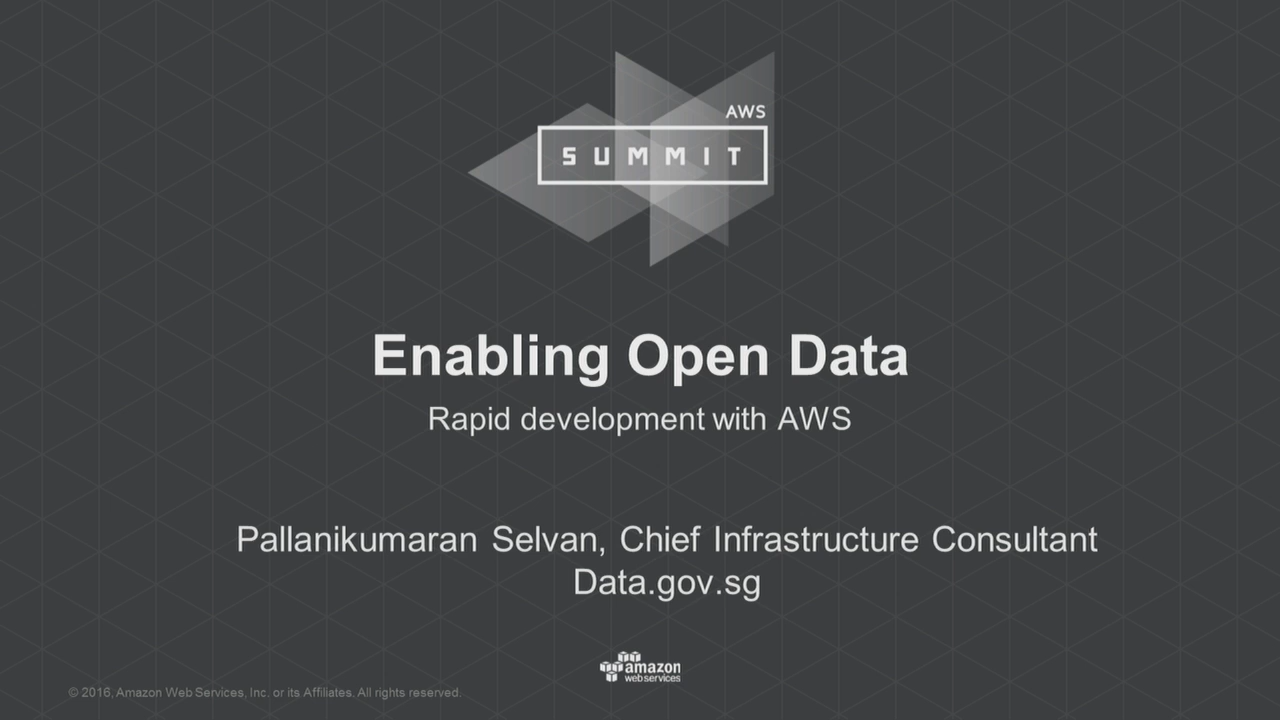 AWS
SUMMIT
Enabling Open Data
Rapid development with AWS
Pallanikumaran Selvan, Chief Infrastructure Consultant
Data.gov.sg
amazon
web services
© 2016, Amazon Web Services, Inc. or its Affiliates. All rights reserved.